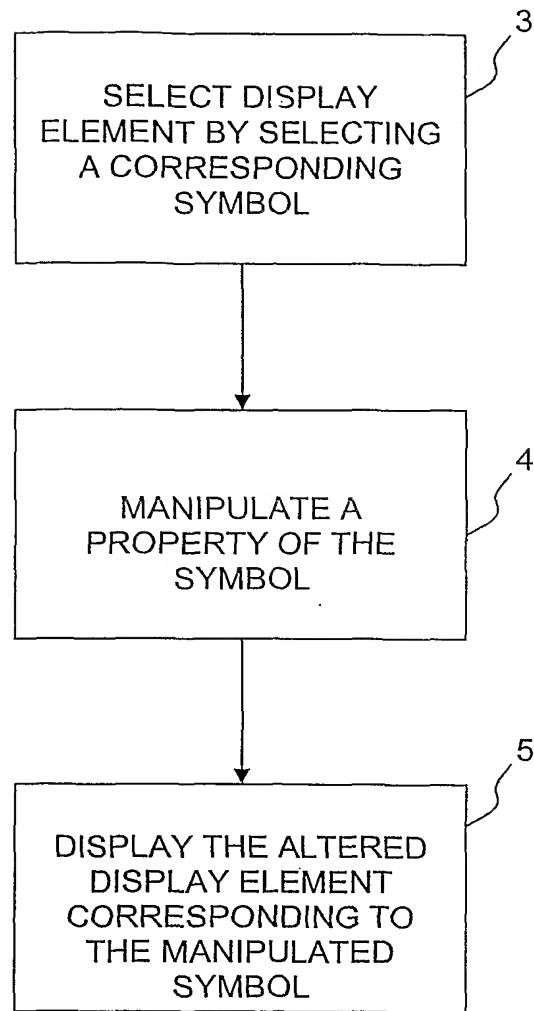 3
SELECT DISPLAY
ELEMENT BY SELECTING
A CORRESPONDING
SYMBOL
4
MANIPULATE A
PROPERTY OF THE
SYMBOL
5
DISPLAY THE ALTERED
DISPLAY ELEMENT
CORRESPONDING TO
THE MANIPULATED
SYMBOL